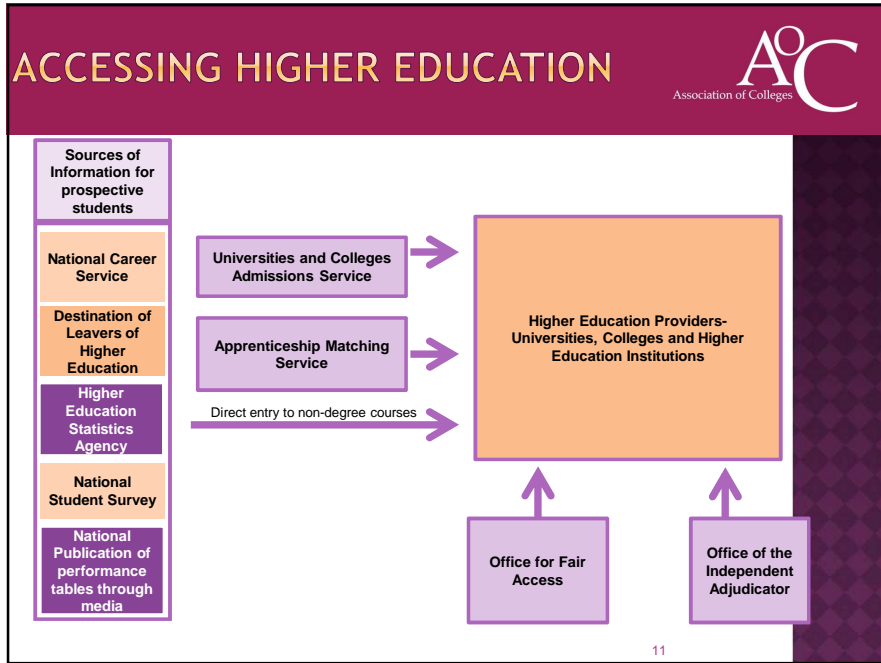 ACCESSING HIGHER EDUCATION
AOC
Association of Colleges
Sources of
Information for
prospective
students
National Career
Service
Destination of
Leavers of
Higher
Education
Higher
Education
Statistics
Agency
National
Student Survey
National
Publication of
performance
tables through
media
Universities and Colleges
Admissions Service
Apprenticeship Matching
Service
Direct entry to non-degree courses
Higher Education Providers-
Universities, Colleges and Higher
Education Institutions
Office for Fair
Access
Office of the
Independent
Adjudicator
11